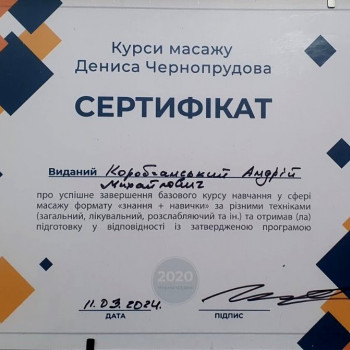 Курси масажу
Дениса Чернопрудова
СЕРТИФІКАТ
Виданий Коробчанський Андрій
Михайлович
про успішне завершення базового курсу навчання у сфері
масажу формату «знання + навички» за різними техніками
(загальний, лікувальний, розслабляючий та ін.) та отримав (ла)
підготовку у відповідності із затвердженою програмою
2020
11.09.2024.
ДАТА
ПІДПИС